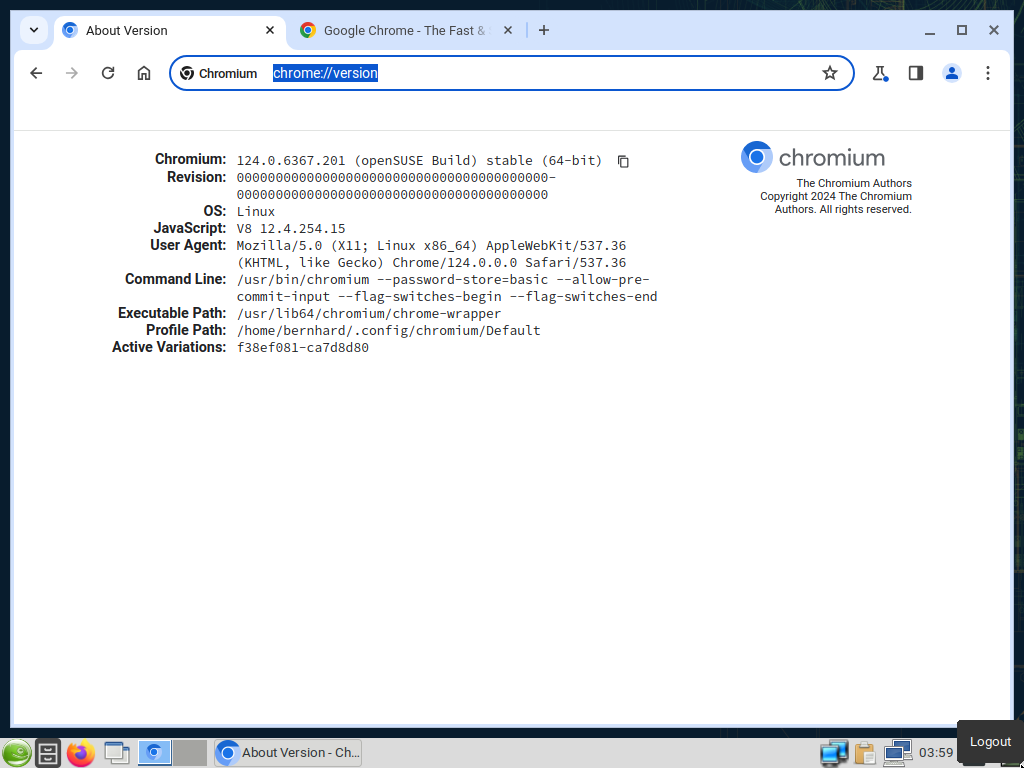 About Version
Google Chrome - The Fast &
Chromium
chrome://version
Chromium: 124.0.6367.201 (openSUSE Build) stable (64-bit)
Revision: 0000000000000000000000000000000000000000-
0000000000000000000000000000000000000000
OS: Linux
JavaScript: V8 12.4.254.15
User Agent: Mozilla/5.0 (X11; Linux x86_64) AppleWebKit/537.36
(KHTML, like Gecko) Chrome/124.0.0.0 Safari/537.36
Command Line: /usr/bin/chromium --password-store=basic --allow-pre-
commit-input --flag-switches-begin --flag-switches-end
Executable Path: /usr/lib64/chromium/chrome-wrapper
Profile Path: /home/bernhard/.config/chromium/Default
Active Variations: f38ef081-ca7d8d80
chromium
The Chromium Authors
Copyright 2024 The Chromium
Authors. All rights reserved.
About Version - Ch...
03:59
Logout